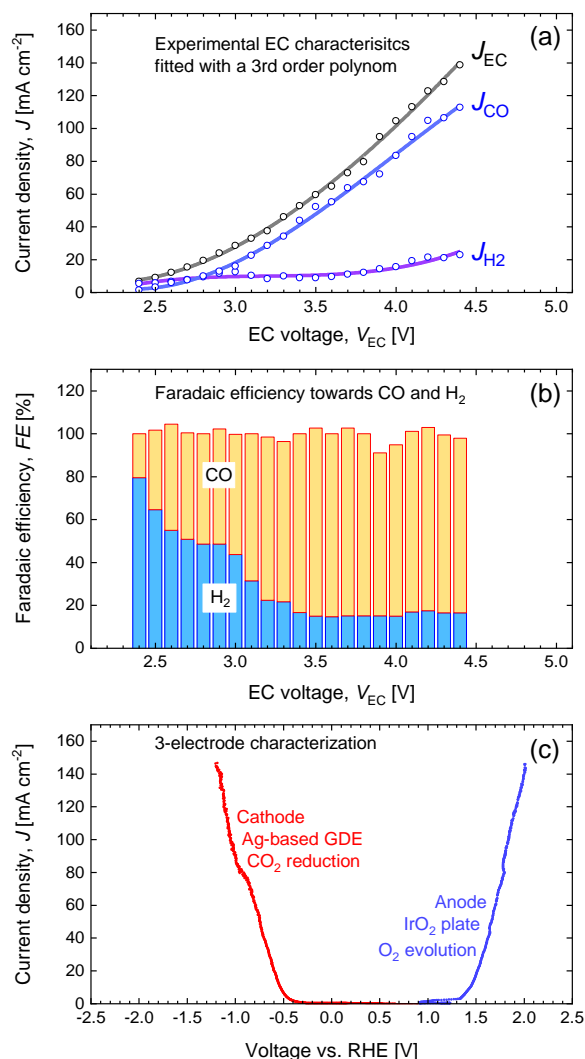 (a)
Experimental EC characterisitcs
fitted with a 3rd order polynom
J_EC
J_CO
J_H2
Current density, J [mA cm⁻²]
160
140
120
100
80
60
40
20
0
2.5 3.0 3.5 4.0 4.5 5.0
EC voltage, V_EC [V]
(b)
Faradaic efficiency towards CO and H₂
CO
H₂
Faradaic efficiency, FE [%]
120
100
80
60
40
20
0
2.5 3.0 3.5 4.0 4.5 5.0
EC voltage, V_EC [V]
(c)
3-electrode characterization
Cathode
Ag-based GDE
CO₂ reduction
Anode
IrO₂ plate
O₂ evolution
Current density, J [mA cm⁻²]
160
140
120
100
80
60
40
20
0
-2.5 -2.0 -1.5 -1.0 -0.5 0.0 0.5 1.0 1.5 2.0 2.5
Voltage vs. RHE [V]